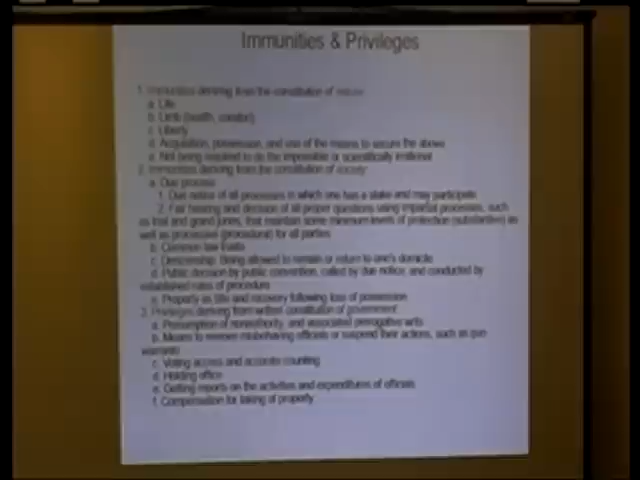 Immunities & Privileges
1. Immunities deriving from the constitution of nature
a. Life
b. Limb (health, comfort)
c. Liberty
d. Acquisition, possession, and use of the means to secure the above
e. Not being required to do the impossible or scientifically irrational
2. Immunities deriving from the constitution of society
a. Due process
1. Due notice of all processes in which one has a stake and may participate
2. Fair hearing and decision of all proper questions using impartial processes, such
as trial and grand juries, that maintain some minimum levels of protection (substantive) as
well as processes (procedural) for all parties
b. Common law trusts
c. Denizenship: Being allowed to remain or return to one's domicile
d. Public decision by public convention, called by due notice, and conducted by
established rules of procedure
e. Property as title and recovery following loss of possession
3. Privileges deriving from written constitution of government
a. Presumption of nonauthority, and associated prerogative writs
b. Means to remove misbehaving officials or suspend their actions, such as quo
warranto
c. Voting access and accurate counting
d. Holding office
e. Getting reports on the activities and expenditures of officials
f. Compensation for taking of property